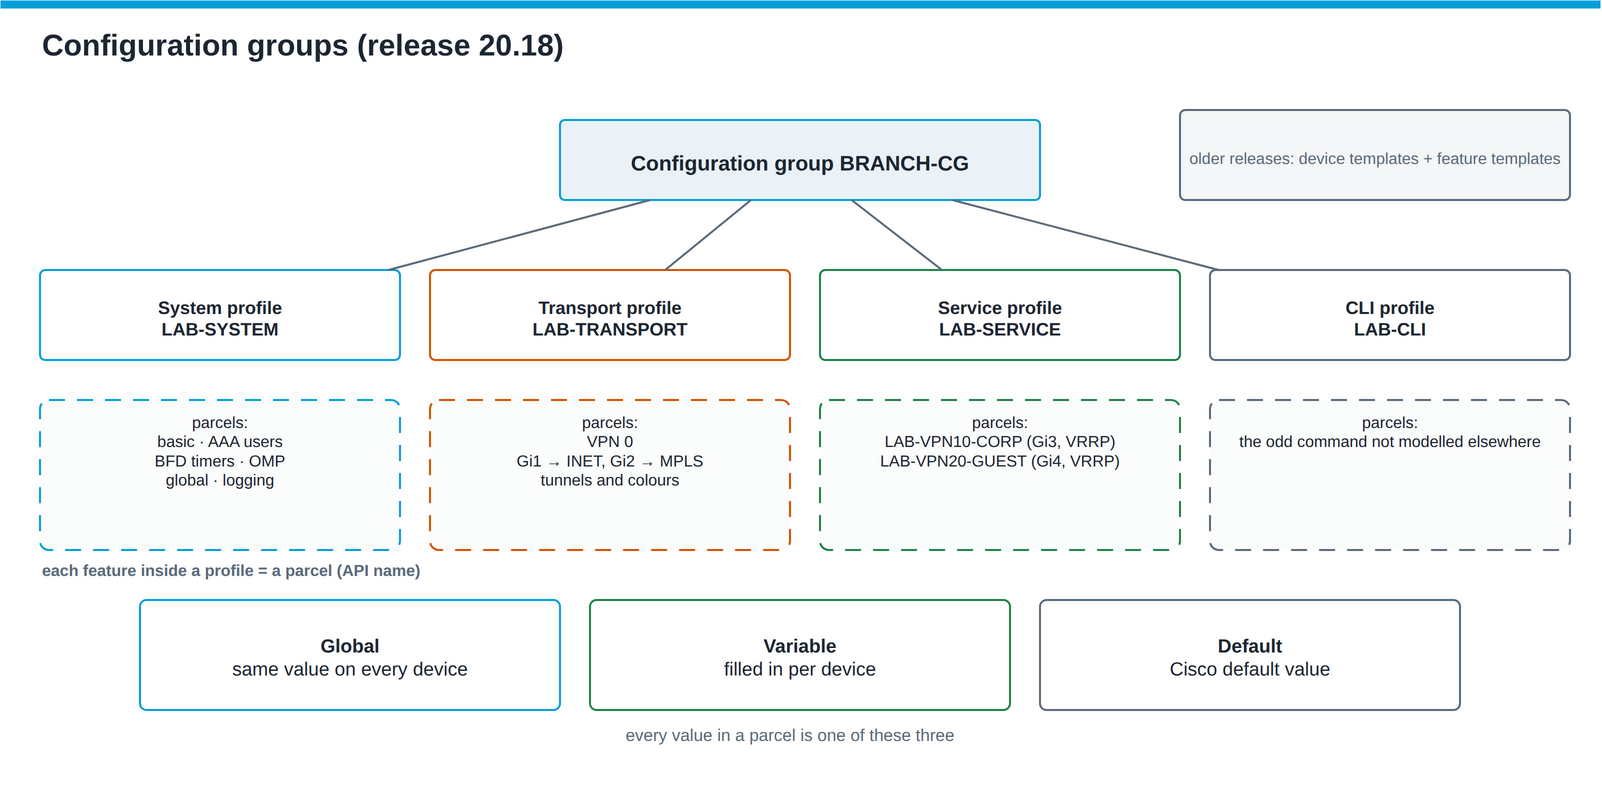 Configuration groups (release 20.18)
Configuration group BRANCH-CG
older releases: device templates + feature templates
System profile
LAB-SYSTEM
Transport profile
LAB-TRANSPORT
Service profile
LAB-SERVICE
CLI profile
LAB-CLI
parcels:
basic · AAA users
BFD timers · OMP
global · logging
parcels:
VPN 0
Gi1 → INET, Gi2 → MPLS
tunnels and colours
parcels:
LAB-VPN10-CORP (Gi3, VRRP)
LAB-VPN20-GUEST (Gi4, VRRP)
parcels:
the odd command not modelled elsewhere
each feature inside a profile = a parcel (API name)
Global
same value on every device
Variable
filled in per device
Default
Cisco default value
every value in a parcel is one of these three